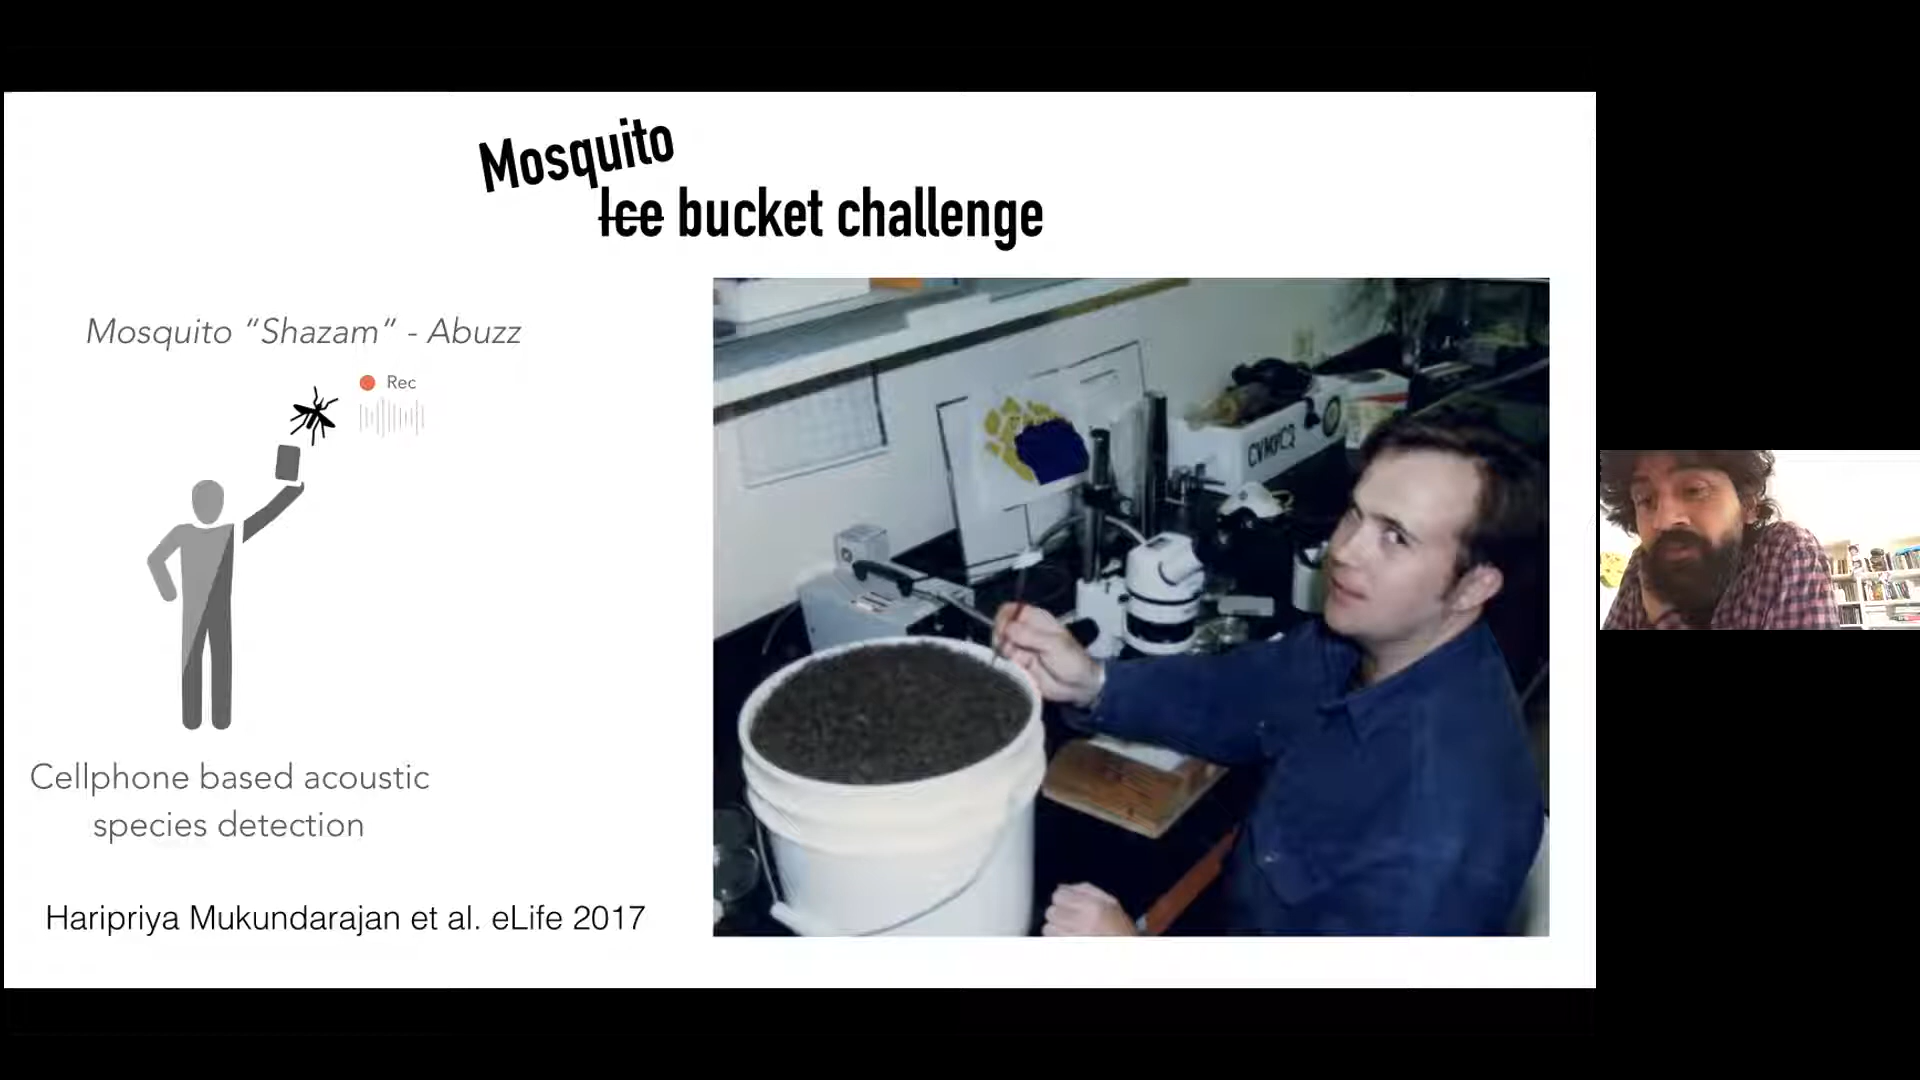 Mosquito
Ice bucket challenge
Mosquito “Shazam” - Abuzz
Rec
CVMVCD
Cellphone based acoustic
species detection
Haripriya Mukundarajan et al. eLife 2017